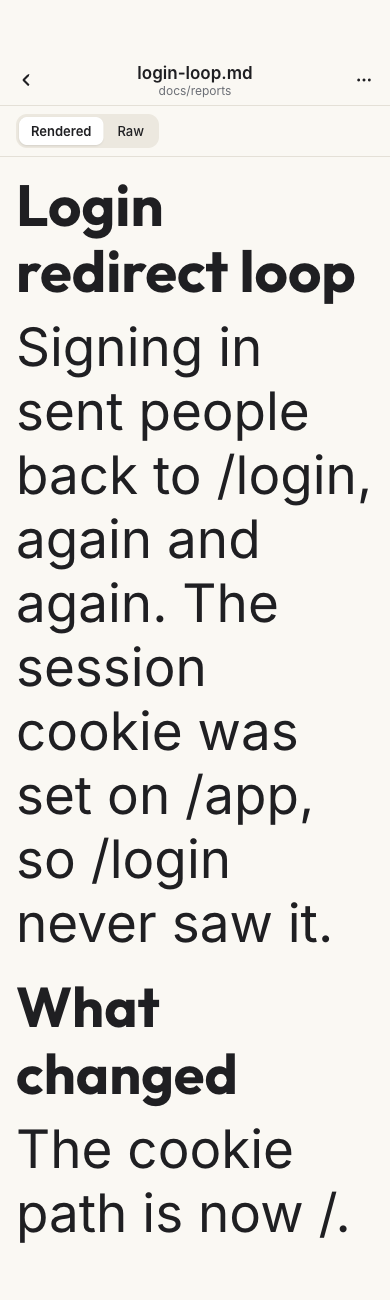 login-loop.md
docs/reports
Rendered
Raw
Login
redirect loop
Signing in
sent people
back to /login,
again and
again. The
session
cookie was
set on /app,
so /login
never saw it.
What
changed
The cookie
path is now /.